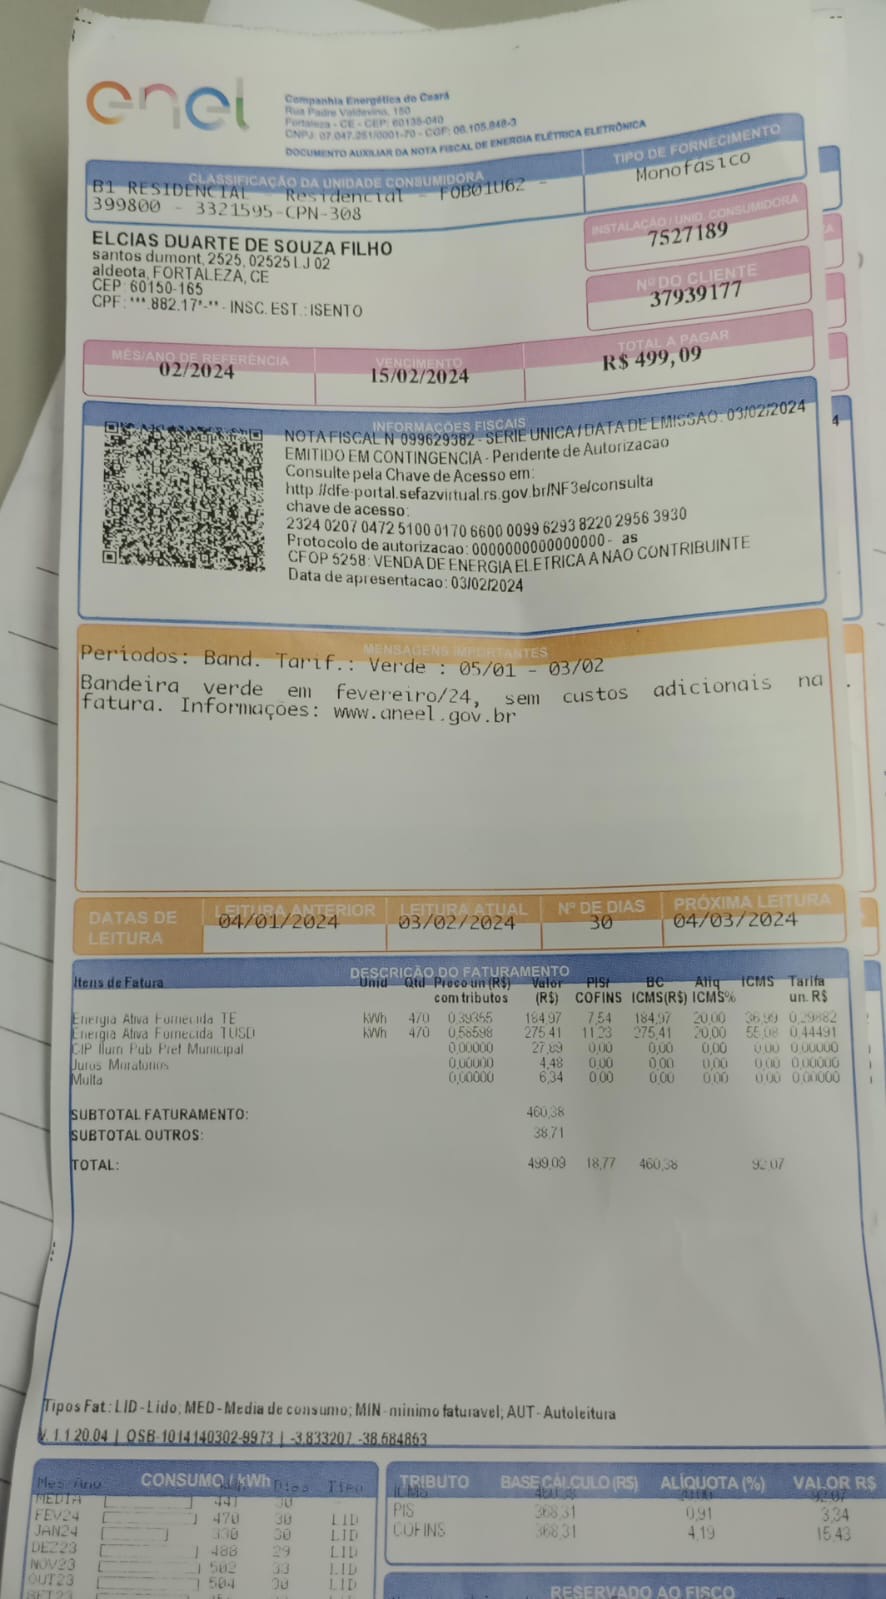 enel
Companhia Energética do Ceará
Rua Padre Valdevino, 150
Fortaleza - CE - CEP: 60135-040
CNPJ: 07.047.251/0001-70 - CGF: 06.105.848-3
DOCUMENTO AUXILIAR DA NOTA FISCAL DE ENERGIA ELÉTRICA ELETRÔNICA
CLASSIFICAÇÃO DA UNIDADE CONSUMIDORA
B1 RESIDENCIAL - Residencial - F0B01U62 -
399800 - 3321595-CPN-308
TIPO DE FORNECIMENTO
Monofásico
ELCIAS DUARTE DE SOUZA FILHO
santos dumont, 2525, 02525 LJ 02
aldeota, FORTALEZA, CE
CEP: 60150-165
CPF: ***.882.17*-** - INSC. EST.: ISENTO
INSTALAÇÃO / UNID. CONSUMIDORA
7527189
Nº DO CLIENTE
37939177
MÊS/ANO DE REFERÊNCIA
02/2024
VENCIMENTO
15/02/2024
TOTAL A PAGAR
R$ 499,09
INFORMAÇÕES FISCAIS
NOTA FISCAL N 099629382 - SERIE UNICA / DATA DE EMISSAO: 03/02/2024
EMITIDO EM CONTINGENCIA - Pendente de Autorizacao
Consulte pela Chave de Acesso em:
http://dfe-portal.sefazvirtual.rs.gov.br/NF3e/consulta
chave de acesso:
2324 0207 0472 5100 0170 6600 0099 6293 8220 2956 3930
Protocolo de autorizacao: 0000000000000000 - as
CFOP 5258: VENDA DE ENERGIA ELETRICA A NAO CONTRIBUINTE
Data de apresentacao: 03/02/2024
MENSAGENS IMPORTANTES
Períodos: Band. Tarif.: Verde : 05/01 - 03/02
Bandeira verde em fevereiro/24, sem custos adicionais na
fatura. Informações: www.aneel.gov.br
DATAS DE LEITURA
LEITURA ANTERIOR
04/01/2024
LEITURA ATUAL
03/02/2024
Nº DE DIAS
30
PRÓXIMA LEITURA
04/03/2024
DESCRIÇÃO DO FATURAMENTO
Itens de Fatura Unid Qtd Preco un (R$) com tributos Valor (R$) PIS/ COFINS BC ICMS(R$) Aliq ICMS% ICMS Tarifa un. R$
Energia Ativa Fornecida TE kWh 470 0,39355 184,97 7,54 184,97 20,00 36,99 0,29882
Energia Ativa Fornecida TUSD kWh 470 0,58598 275,41 11,23 275,41 20,00 55,08 0,44491
CIP Ilum Pub Pref Municipal 0,00000 27,89 0,00 0,00 0,00 0,00 0,00000
Juros Moratorios 0,00000 4,48 0,00 0,00 0,00 0,00 0,00000
Multa 0,00000 6,34 0,00 0,00 0,00 0,00 0,00000
SUBTOTAL FATURAMENTO: 460,38
SUBTOTAL OUTROS: 38,71
TOTAL: 499,09 18,77 460,38 92,07
Tipos Fat.: LID - Lido; MED - Media de consumo; MIN - minimo faturavel; AUT - Autoleitura
V. 1.1.20.04 | OSB-1014140302-9973 | -3.833207, -38.684863
CONSUMO / kWh
Mes/Ano Dias Tipo
MEDIA 441 30
FEV24 470 30 LID
JAN24 330 30 LID
DEZ23 488 29 LID
NOV23 502 33 LID
OUT23 504 30 LID
SET23
TRIBUTO BASE CÁLCULO (R$) ALÍQUOTA (%) VALOR R$
ICMS 460,38 20,00 92,07
PIS 368,31 0,91 3,34
COFINS 368,31 4,19 15,43
RESERVADO AO FISCO